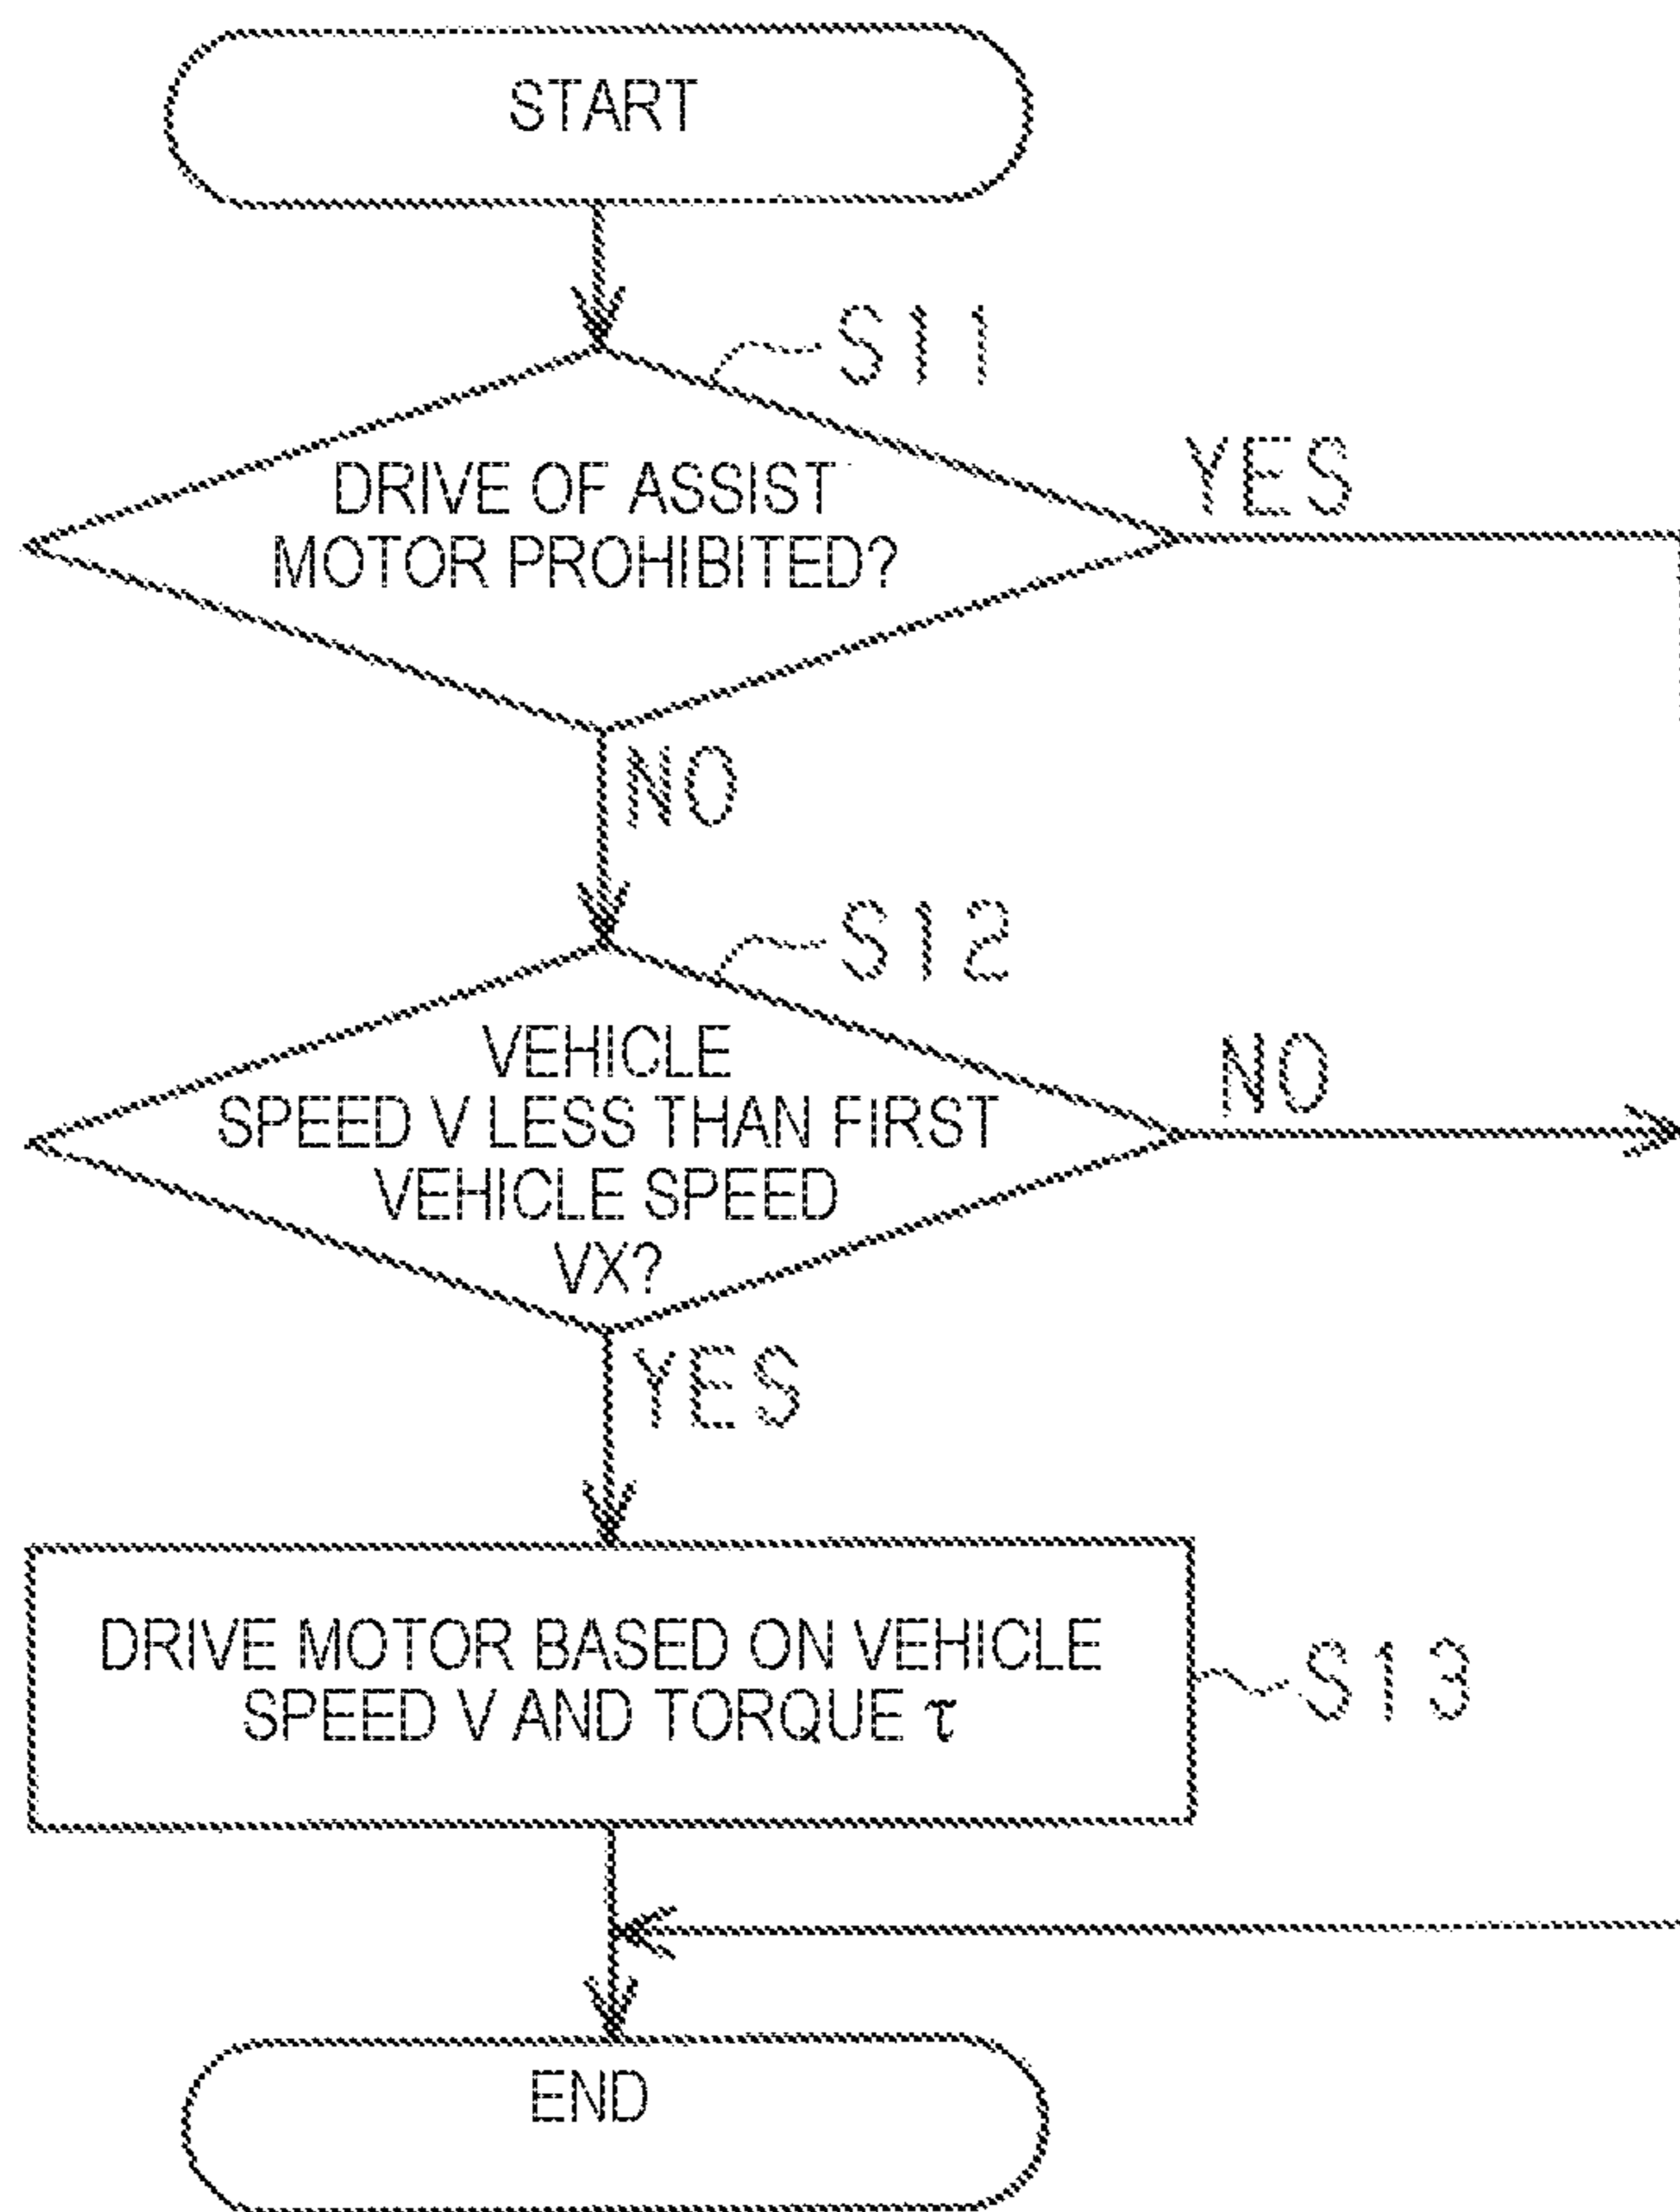 START
S11
DRIVE OF ASSIST
MOTOR PROHIBITED?
YES
NO
S12
VEHICLE
SPEED V LESS THAN FIRST
VEHICLE SPEED
VX?
NO
YES
DRIVE MOTOR BASED ON VEHICLE
SPEED V AND TORQUE τ
S13
END